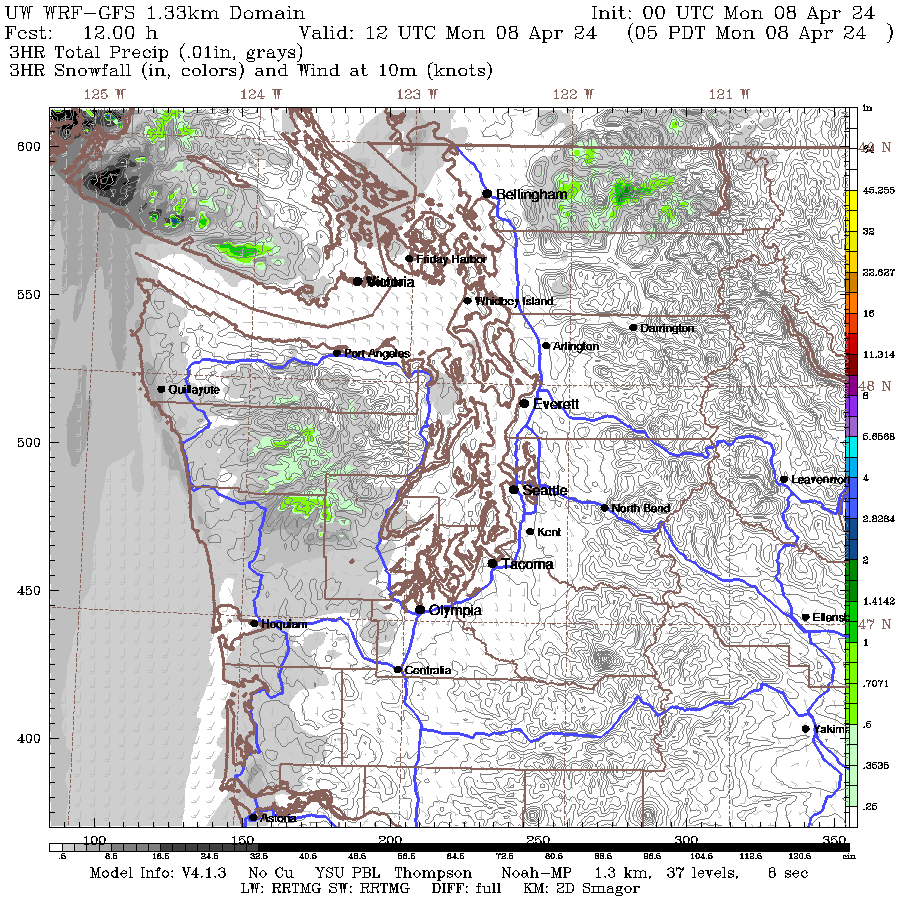 UW WRF-GFS 1.33km Domain Init: 00 UTC Mon 08 Apr 24
Fcst: 12.00 h Valid: 12 UTC Mon 08 Apr 24 (05 PDT Mon 08 Apr 24 )
3HR Total Precip (.01in, grays)
3HR Snowfall (in, colors) and Wind at 10m (knots)
125 W 124 W 123 W 122 W 121 W
in
600
N
45.255
Bellingham
32
Friday Harbor
Victoria
22.627
550
Whidbey Island
16
Darrington
Arlington
Port Angeles
11.314
Quillayute
48 N
8
Everett
5.6568
500
4
Leavenwor
Seattle
2.8284
North Bend
Kent
2
Tacoma
1.4142
450
Olympia
Ellens
Hoquiam
47 N
1
Centralia
.7071
.5
400
Yakima
.3535
.25
Astoria
100 150 200 250 300 350
.5 8.5 16.5 24.5 32.5 40.5 48.5 56.5 64.5 72.5 80.5 88.5 96.5 104.5 112.5 120.5 cin
Model Info: V4.1.3 No Cu YSU PBL Thompson Noah-MP 1.3 km, 37 levels, 8 sec
LW: RRTMG SW: RRTMG DIFF: full KM: 2D Smagor